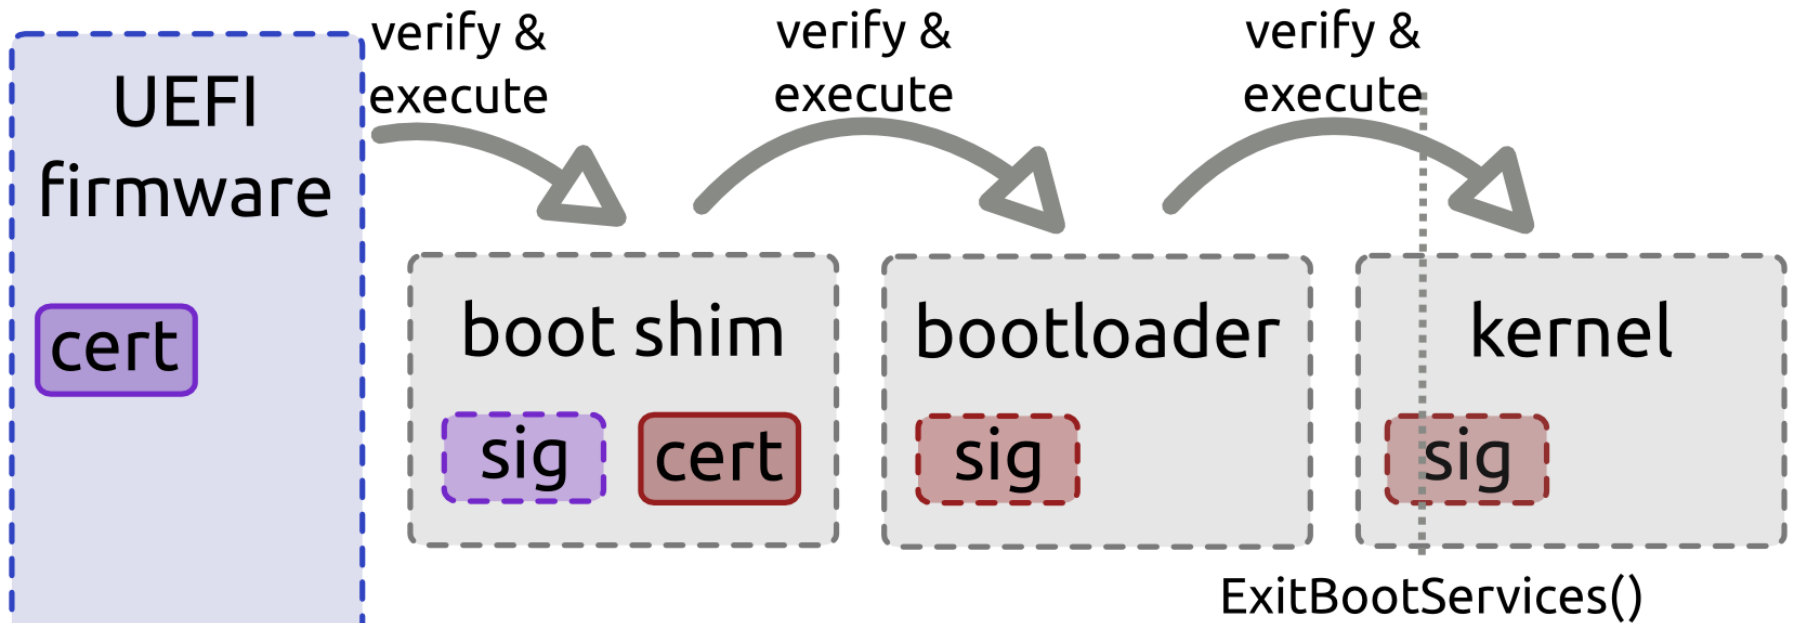 UEFI
firmware
cert
verify &
execute
verify &
execute
verify &
execute
boot shim
sig
cert
bootloader
sig
kernel
sig
ExitBootServices()